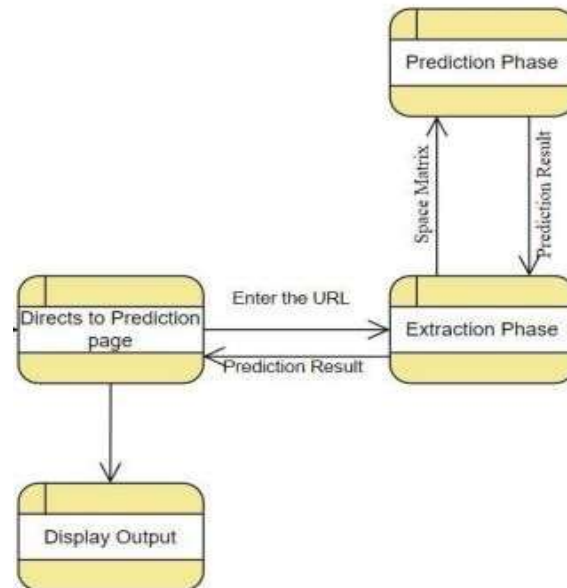 Prediction Phase
Space Matrix
Prediction Result
Enter the URL
Directs to Prediction
page
Extraction Phase
Prediction Result
Display Output